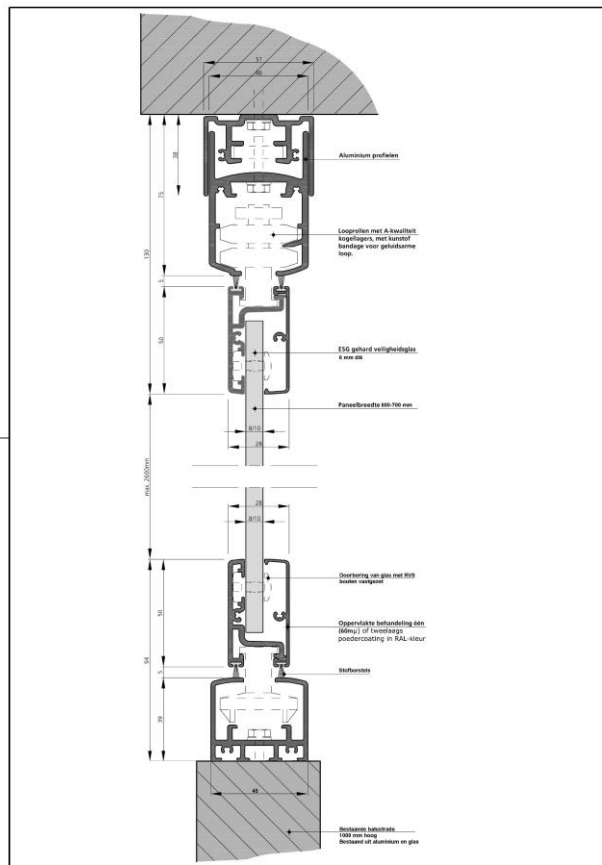 51
46
38
75
130
5
50
Aluminium profielen
Looprollen met A-kwaliteit
kogellagers, met kunstof
bandage voor geluidsarme
loop.
ESG gehard veiligheidsglas
6 mm dik
Paneelbreedte 600-700 mm
8/10
28
max. 2600mm
28
8/10
Doorboring van glas met RVS
bouten vastgezet
Oppervlakte behandeling één
(60mµ) of tweelaags
poedercoating in RAL-kleur
Stofborstels
50
94
5
39
45
Bestaande balustrade
1000 mm hoog
Bestaand uit aluminium en glas